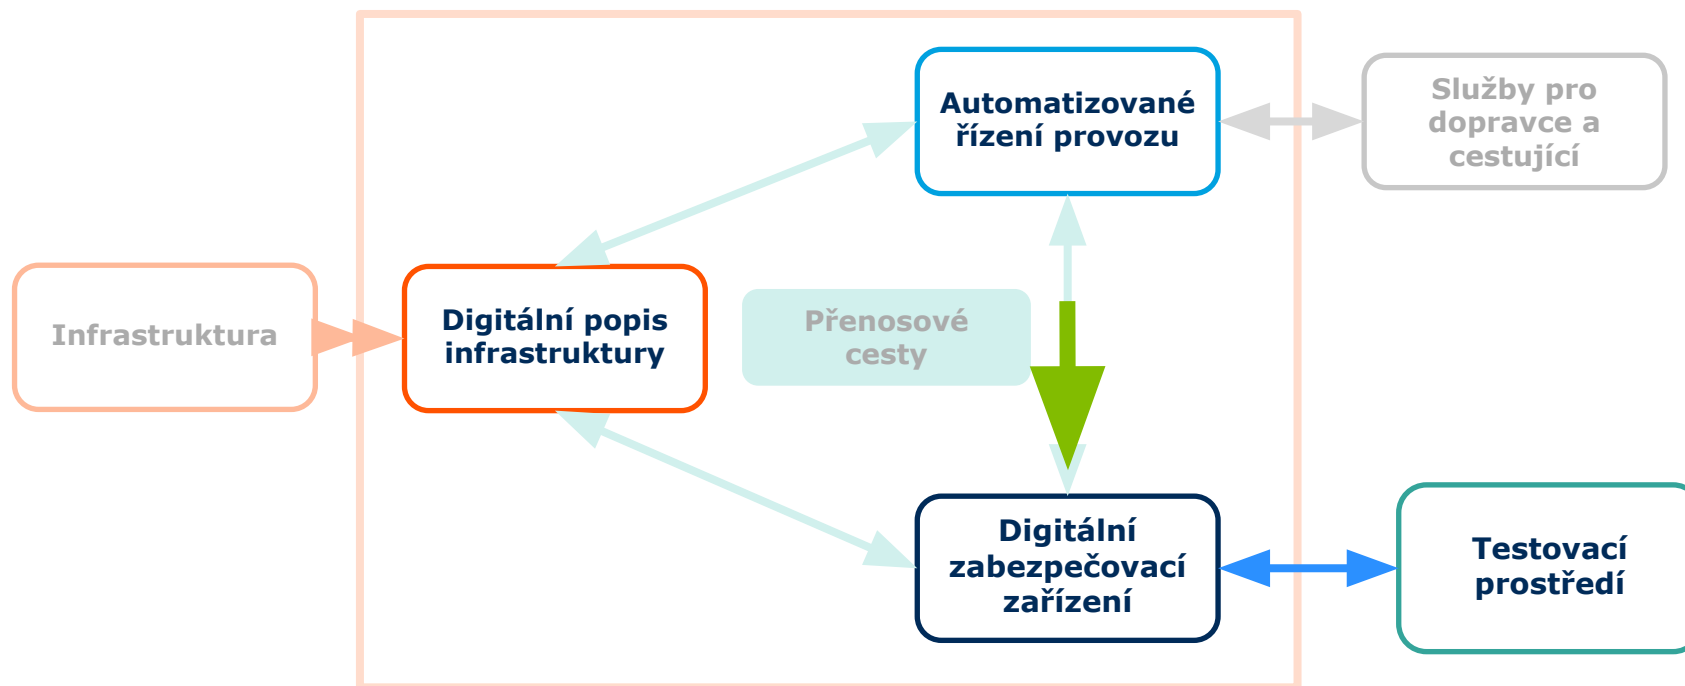 Automatizované
řízení provozu
Služby pro
dopravce a
cestující
Infrastruktura
Digitální popis
infrastruktury
Přenosové
cesty
Digitální
zabezpečovací
zařízení
Testovací
prostředí